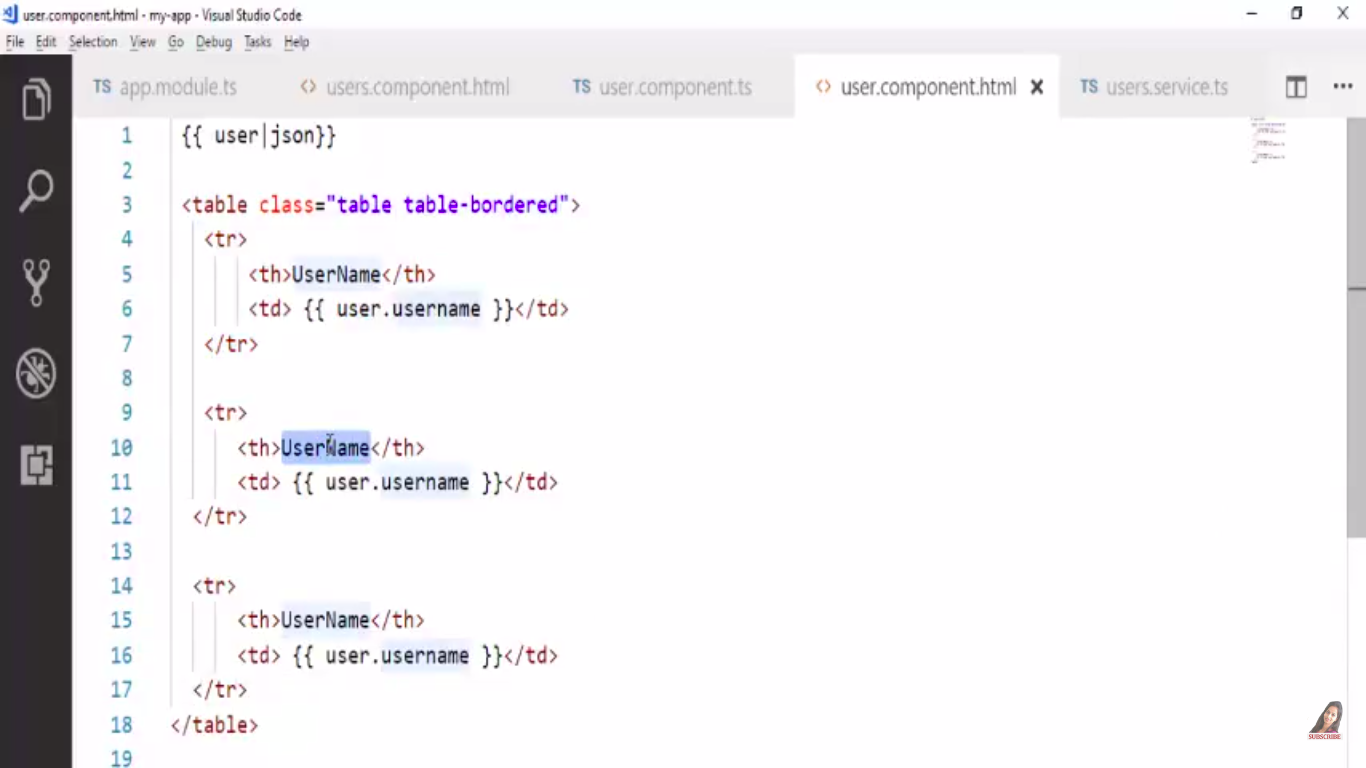 user.component.html - my-app - Visual Studio Code
File Edit Selection View Go Debug Tasks Help
TS app.module.ts <> users.component.html TS user.component.ts <> user.component.html TS users.service.ts
1 {{ user|json}}
2
3 <table class="table table-bordered">
4 <tr>
5 <th>UserName</th>
6 <td> {{ user.username }}</td>
7 </tr>
8
9 <tr>
10 <th>UserName</th>
11 <td> {{ user.username }}</td>
12 </tr>
13
14 <tr>
15 <th>UserName</th>
16 <td> {{ user.username }}</td>
17 </tr>
18 </table>
19
SUBSCRIBE